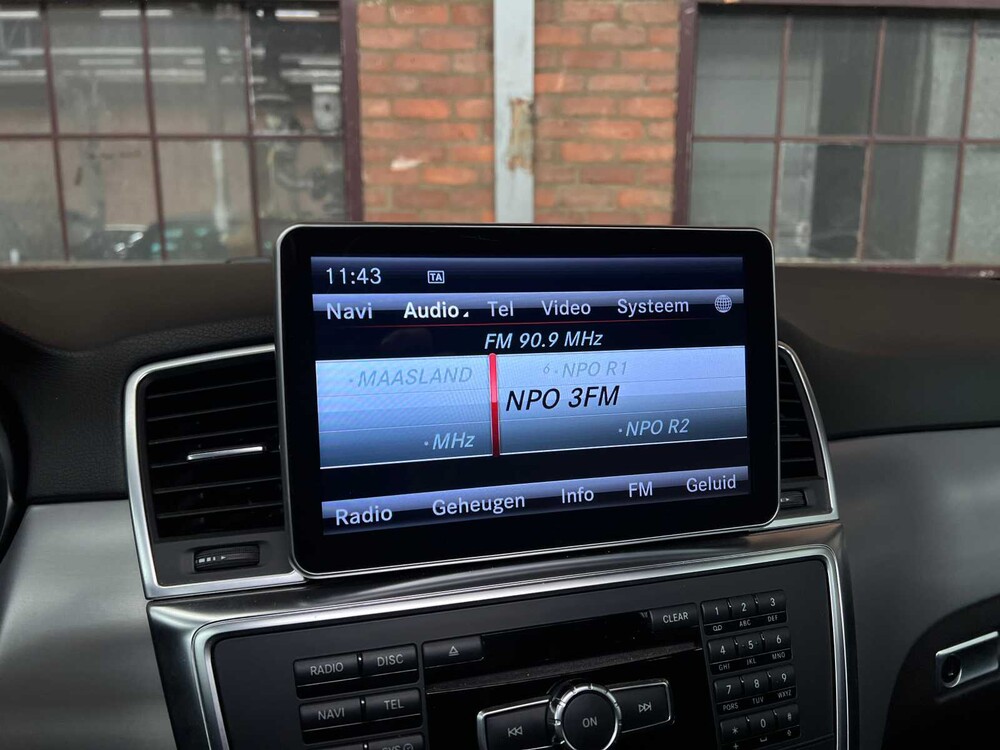 11:43 TA
Navi Audio Tel Video Systeem
FM 90.9 MHz
MAASLAND 6 NPO R1
NPO 3FM
MHz NPO R2
Radio Geheugen Info FM Geluid
CLEAR
1 2 ABC 3 DEF
RADIO DISC
4 GHI 5 JKL 6 MNO
NAVI TEL
7 PQRS 8 TUV 9 WXYZ
ON
* 0 #